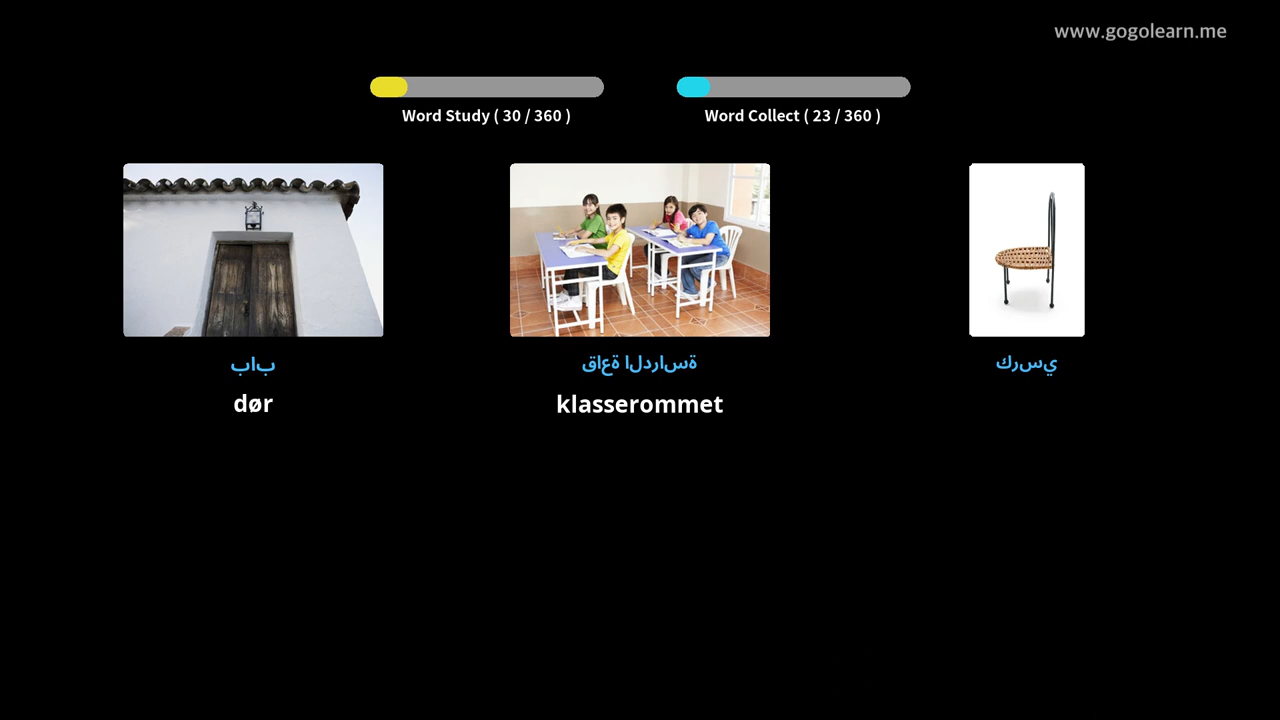 www.gogolearn.me
Word Study ( 30 / 360 )
Word Collect ( 23 / 360 )
باب
قاعة الدراسة
كرسي
dør
klasserommet